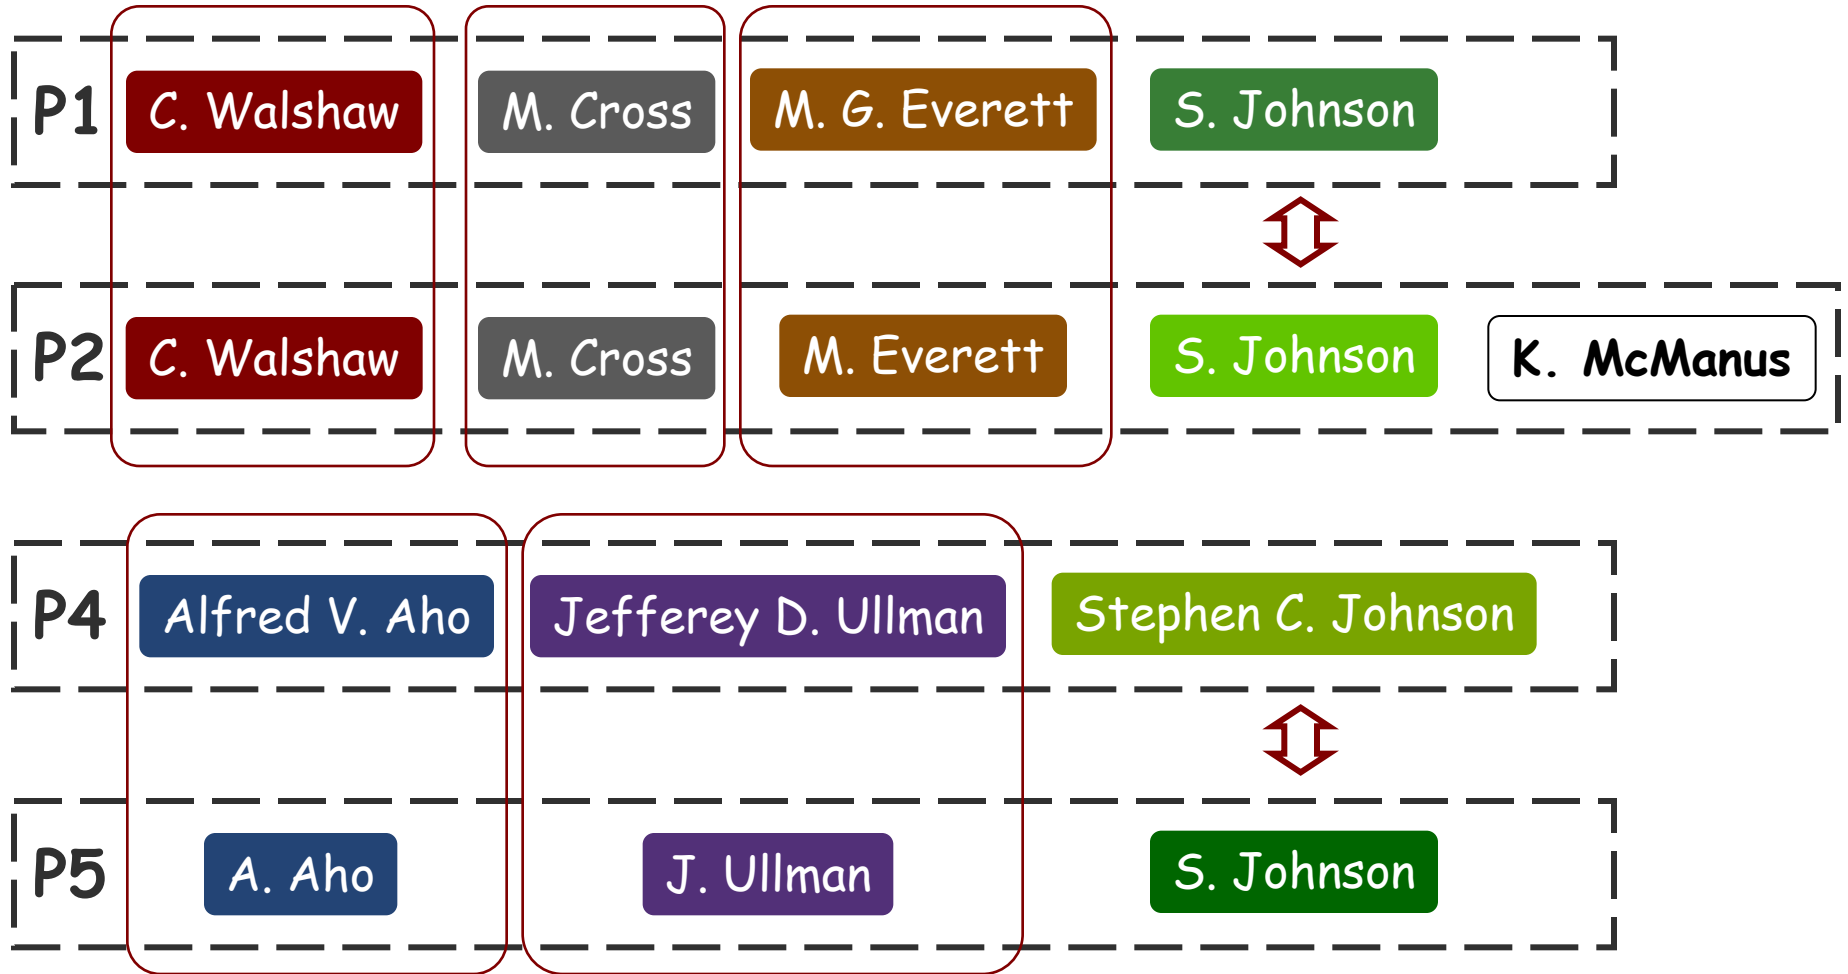 P1 C. Walshaw M. Cross M. G. Everett S. Johnson
P2 C. Walshaw M. Cross M. Everett S. Johnson K. McManus
P4 Alfred V. Aho Jefferey D. Ullman Stephen C. Johnson
P5 A. Aho J. Ullman S. Johnson